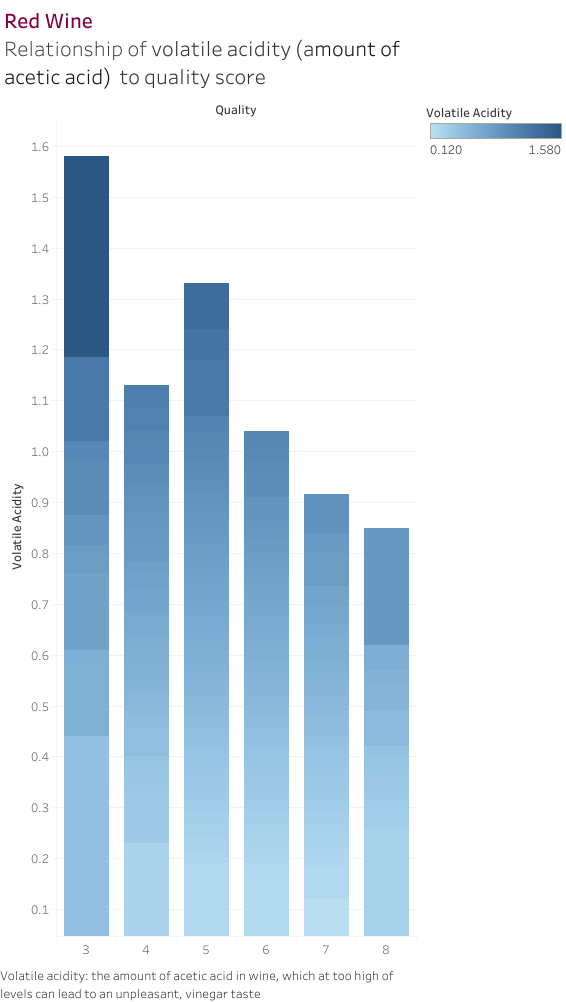 Red Wine
Relationship of volatile acidity (amount of
acetic acid) to quality score
Quality
Volatile Acidity
0.120 1.580
1.6
1.5
1.4
1.3
1.2
1.1
1.0
0.9
0.8
0.7
0.6
0.5
0.4
0.3
0.2
0.1
Volatile Acidity
3 4 5 6 7 8
Volatile acidity: the amount of acetic acid in wine, which at too high of
levels can lead to an unpleasant, vinegar taste